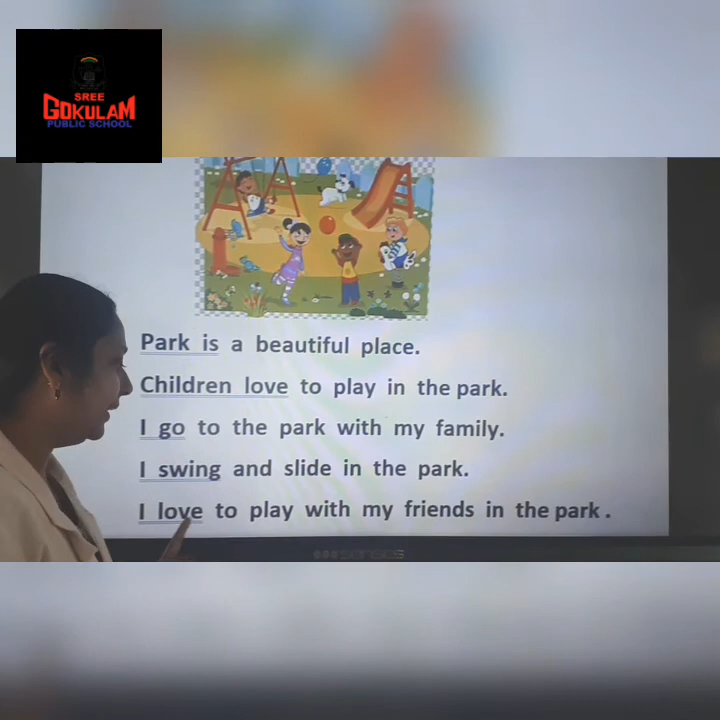 SREE
GOKULAM
PUBLIC SCHOOL
Park is a beautiful place.
Children love to play in the park.
I go to the park with my family.
I swing and slide in the park.
I love to play with my friends in the park.
senses